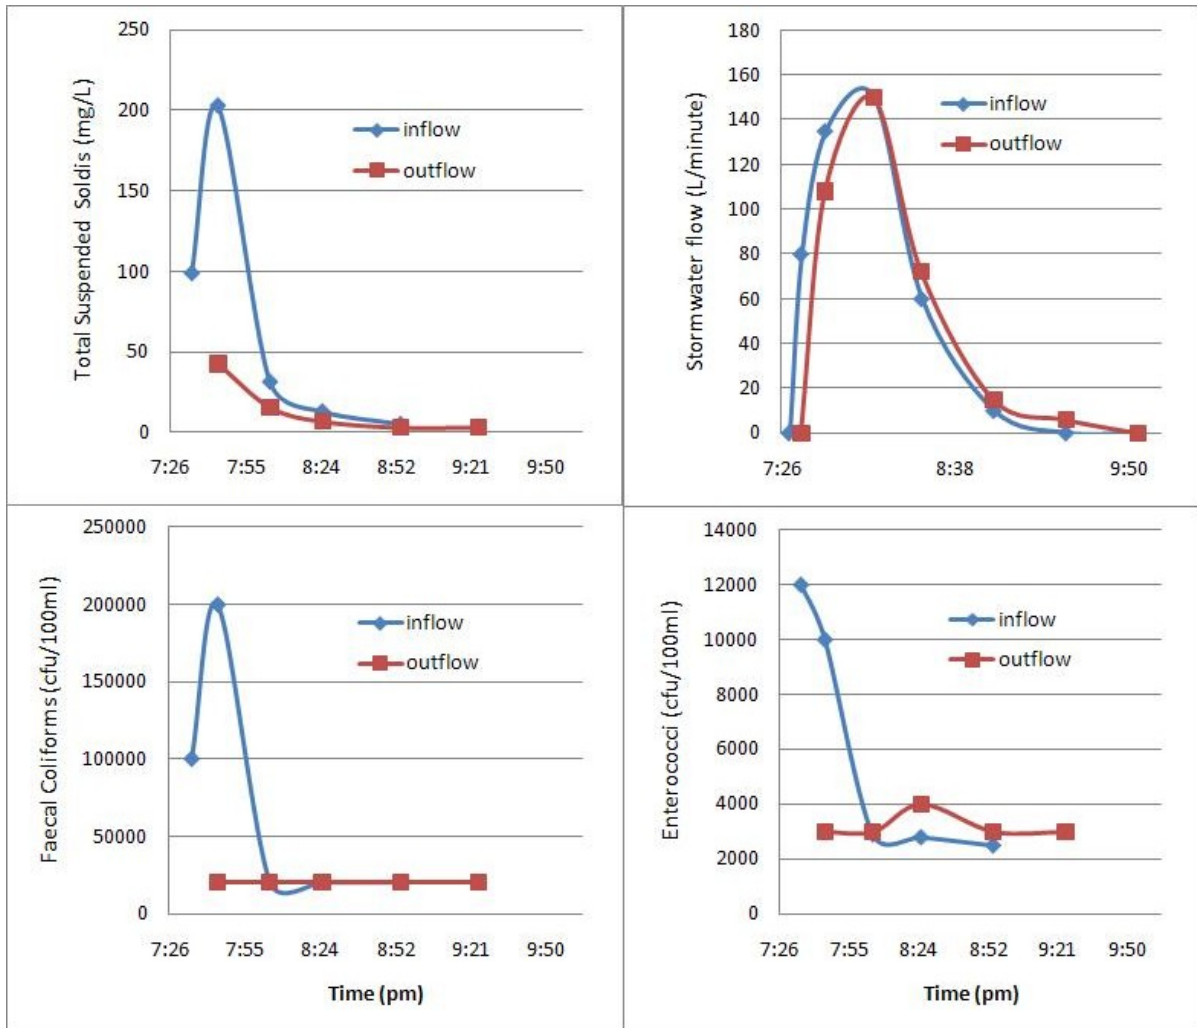 250
200
150
100
50
0
Total Suspended Soldis (mg/L)
inflow
outflow
7:26 7:55 8:24 8:52 9:21 9:50
180
160
140
120
100
80
60
40
20
0
Stormwater flow (L/minute)
inflow
outflow
7:26 8:38 9:50
250000
200000
150000
100000
50000
0
Faecal Coliforms (cfu/100ml)
inflow
outflow
7:26 7:55 8:24 8:52 9:21 9:50
Time (pm)
14000
12000
10000
8000
6000
4000
2000
0
Enterococci (cfu/100ml)
inflow
outflow
7:26 7:55 8:24 8:52 9:21 9:50
Time (pm)